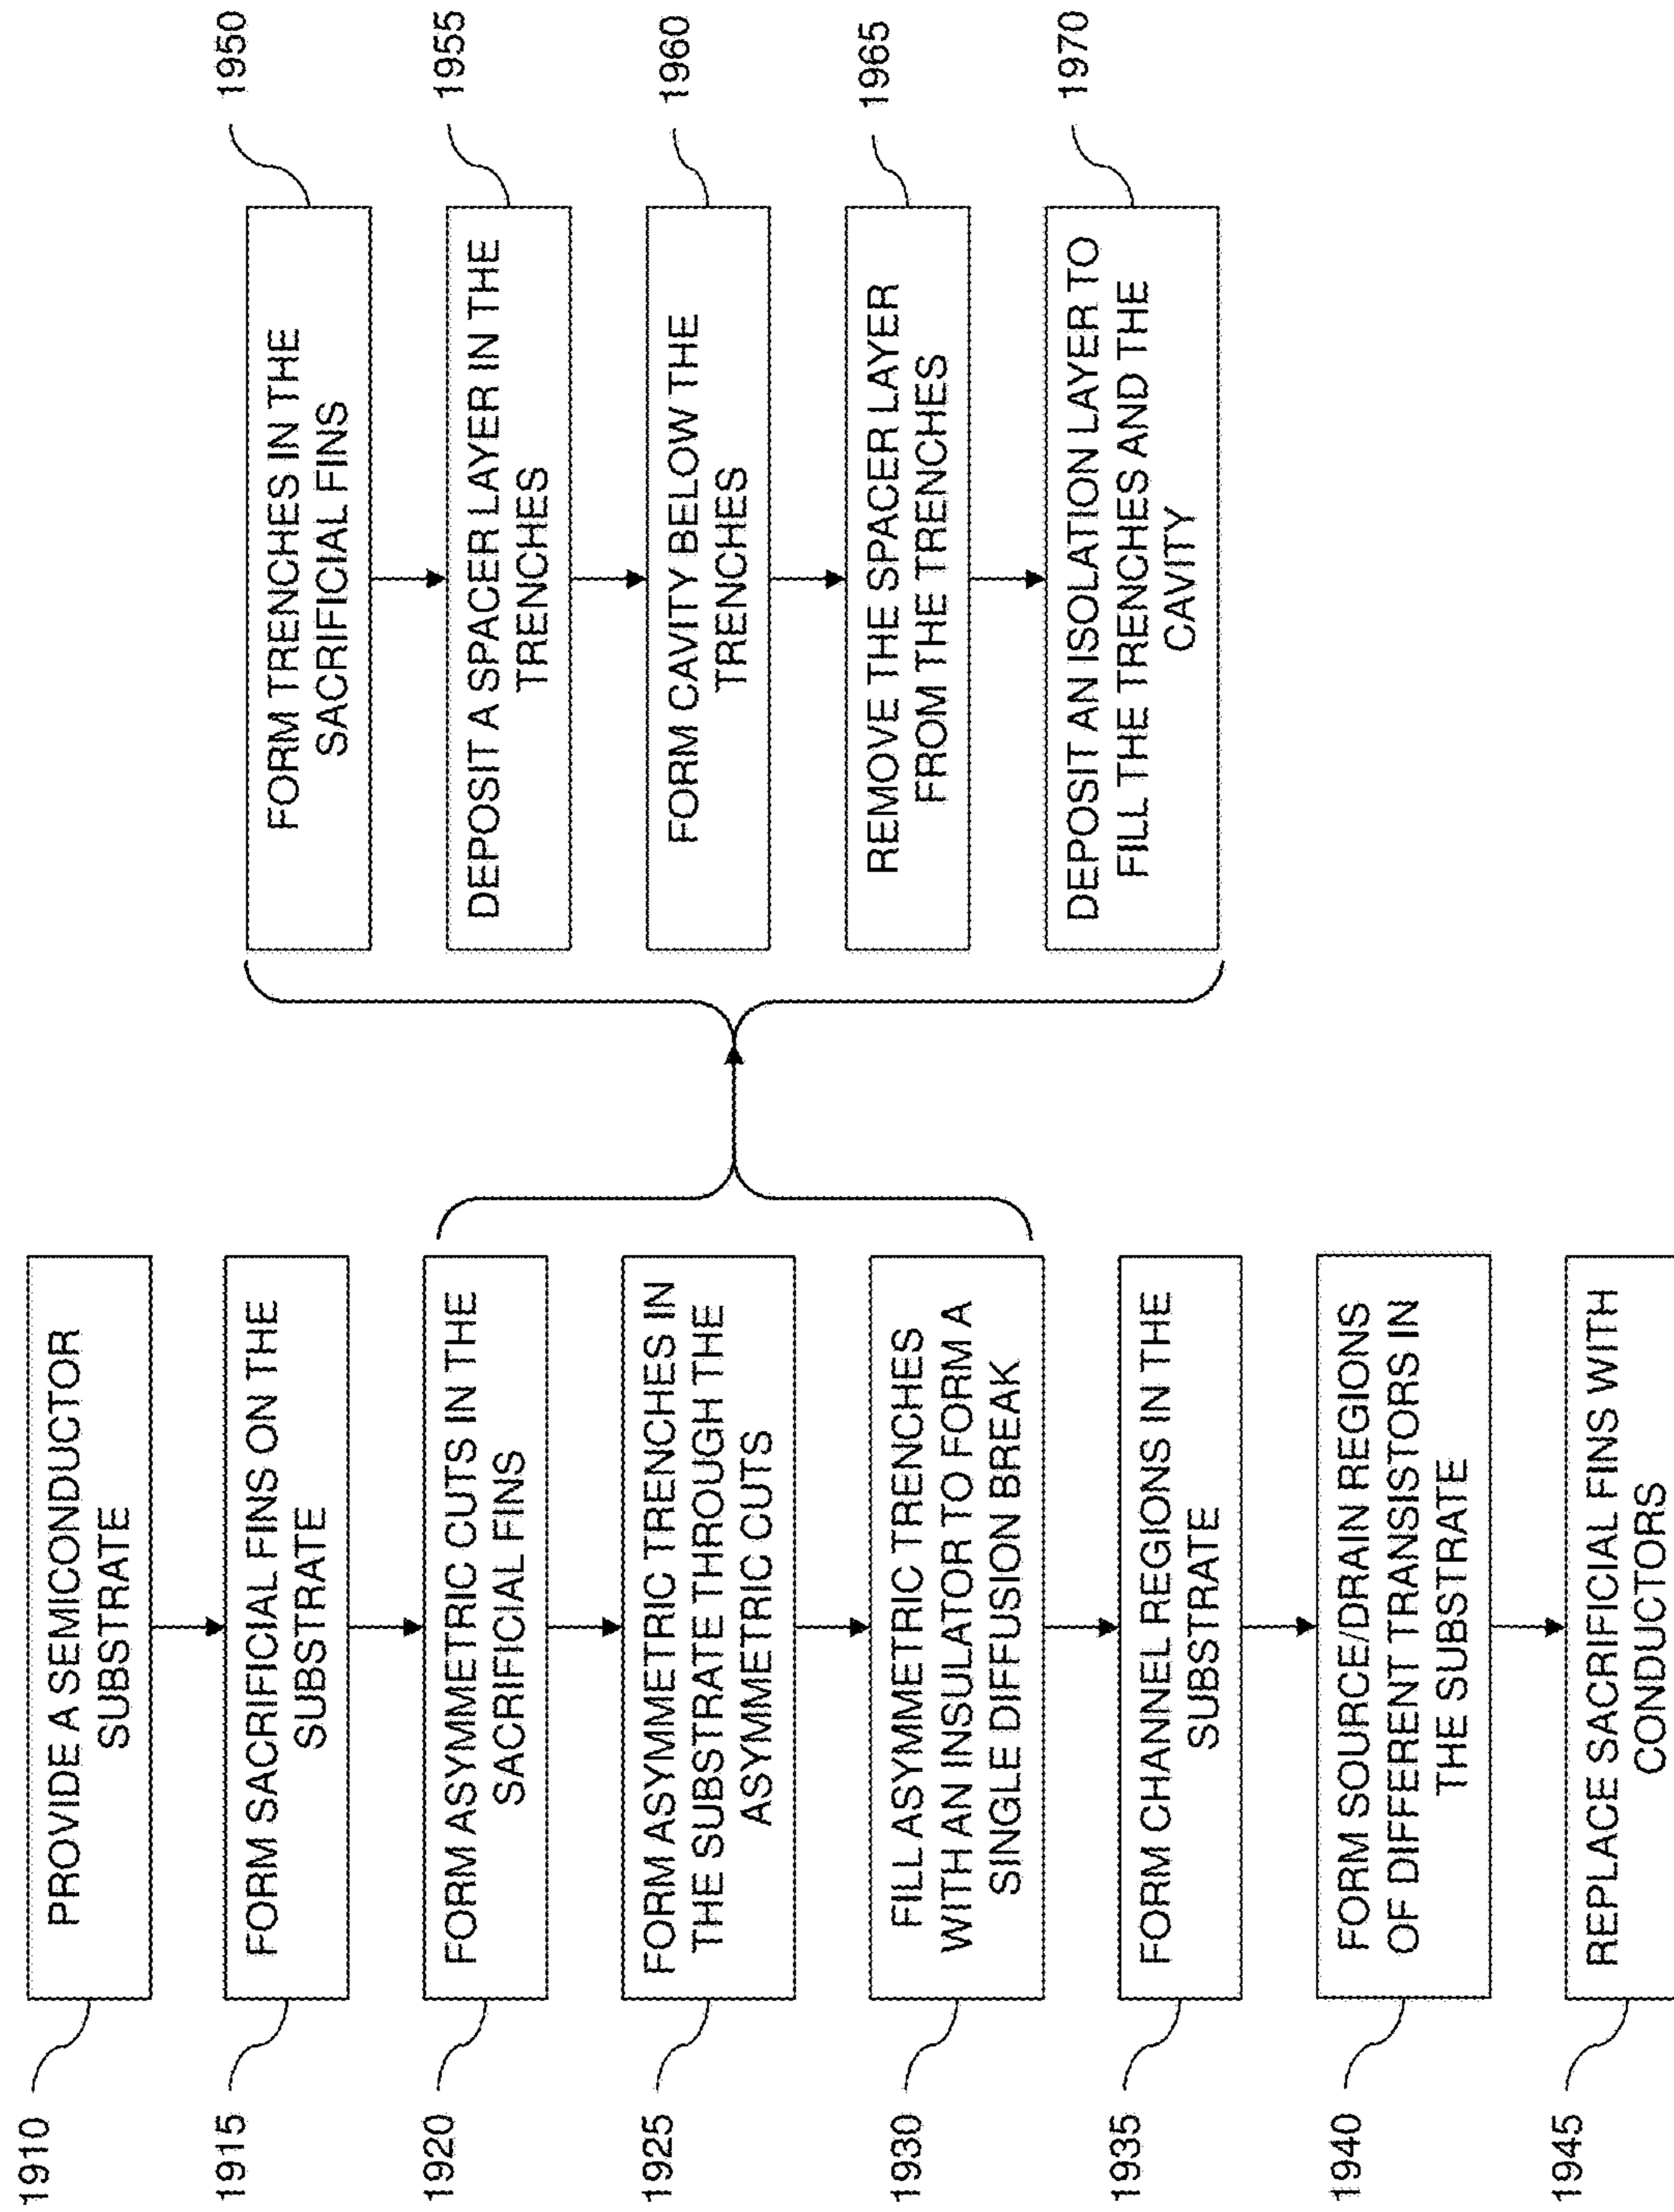 1910
PROVIDE A SEMICONDUCTOR
SUBSTRATE
1915
FORM SACRIFICIAL FINS ON THE
SUBSTRATE
1920
FORM ASYMMETRIC CUTS IN THE
SACRIFICIAL FINS
1925
FORM ASYMMETRIC TRENCHES IN
THE SUBSTRATE THROUGH THE
ASYMMETRIC CUTS
1930
FILL ASYMMETRIC TRENCHES
WITH AN INSULATOR TO FORM A
SINGLE DIFFUSION BREAK
1935
FORM CHANNEL REGIONS IN THE
SUBSTRATE
1940
FORM SOURCE/DRAIN REGIONS
OF DIFFERENT TRANSISTORS IN
THE SUBSTRATE
1945
REPLACE SACRIFICIAL FINS WITH
CONDUCTORS
1950
FORM TRENCHES IN THE
SACRIFICIAL FINS
1955
DEPOSIT A SPACER LAYER IN THE
TRENCHES
1960
FORM CAVITY BELOW THE
TRENCHES
1965
REMOVE THE SPACER LAYER
FROM THE TRENCHES
1970
DEPOSIT AN ISOLATION LAYER TO
FILL THE TRENCHES AND THE
CAVITY